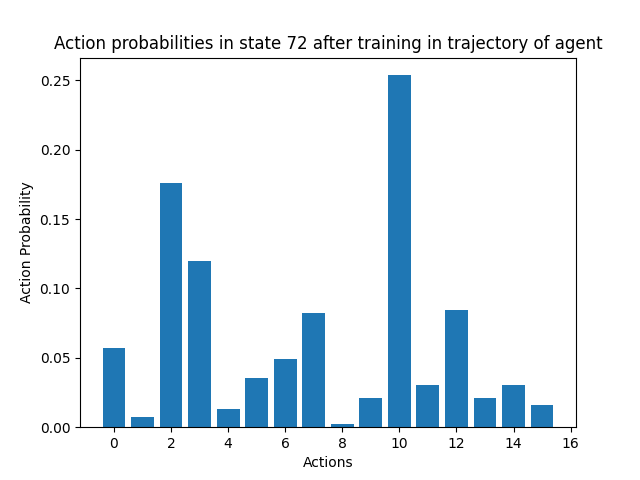 Action probabilities in state 72 after training in trajectory of agent
0.25
0.20
0.15
0.10
0.05
0.00
Action Probability
0 2 4 6 8 10 12 14 16
Actions